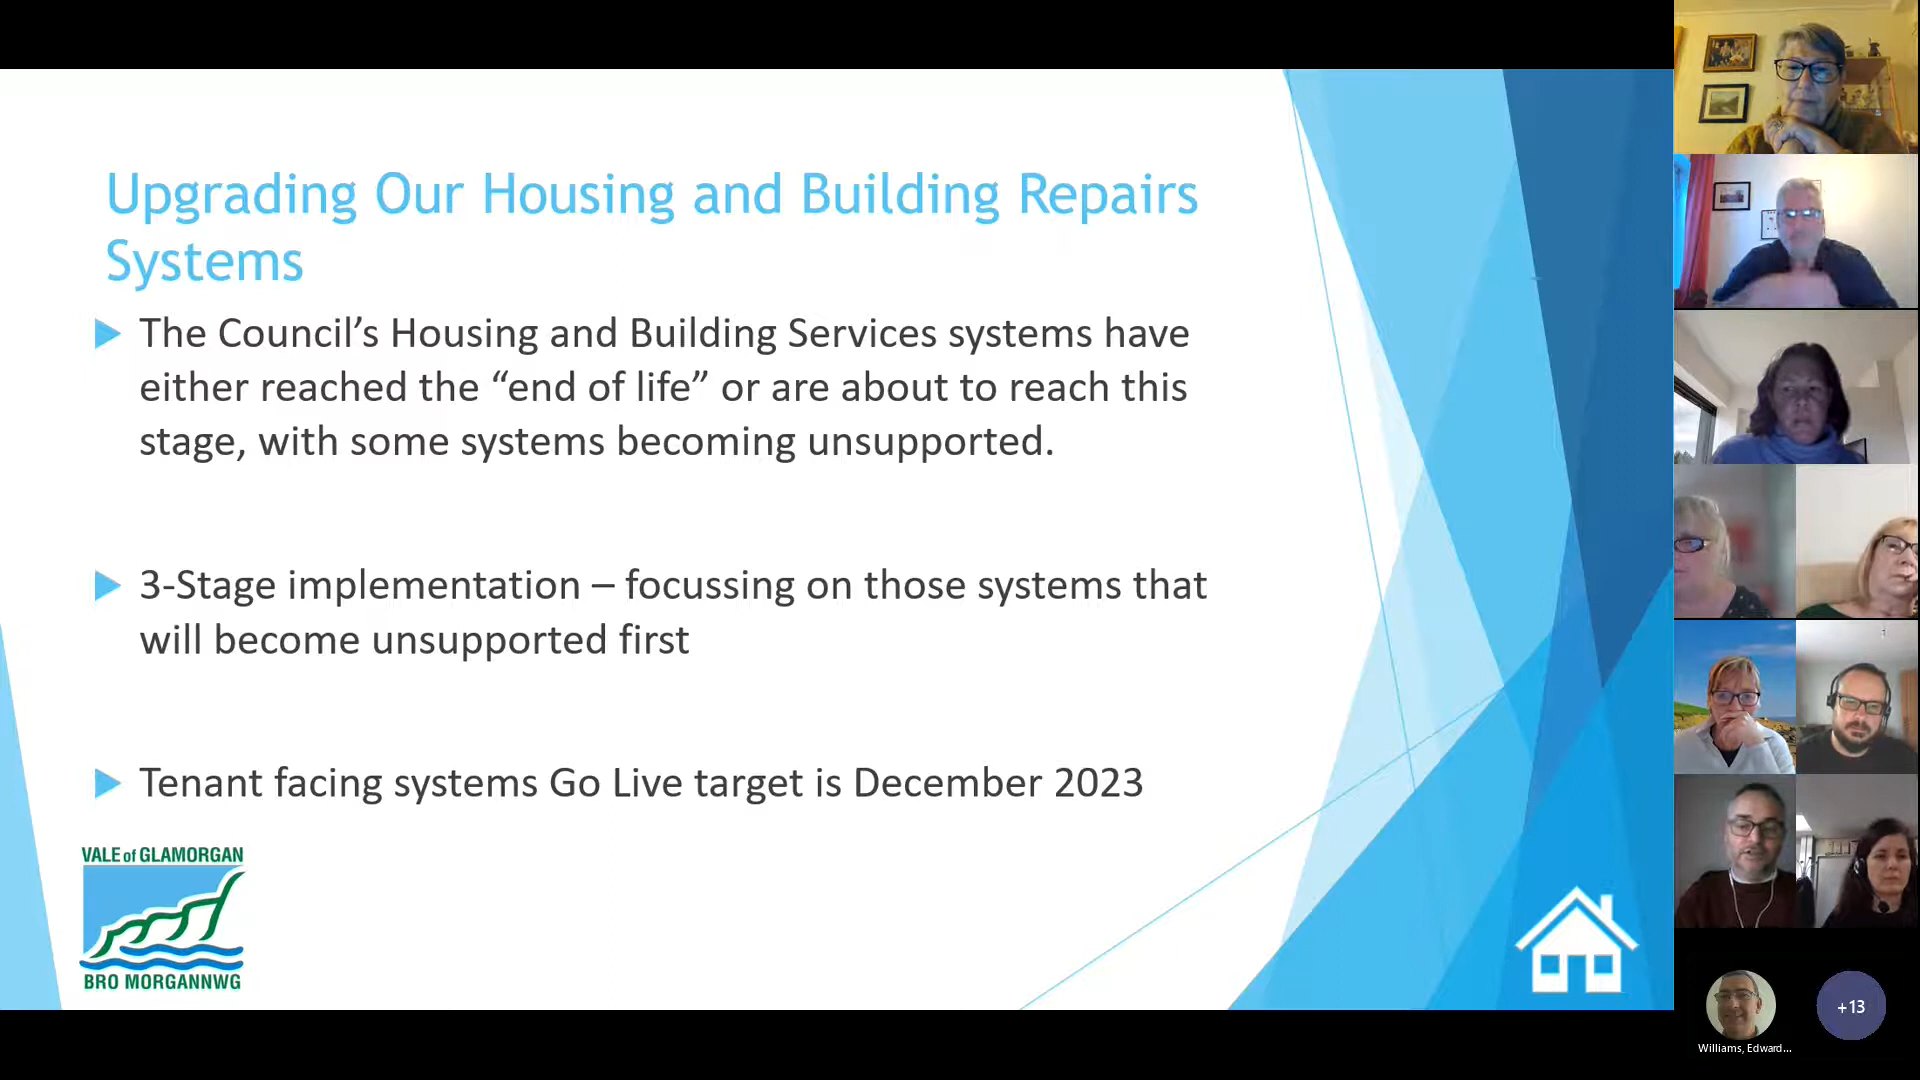 Upgrading Our Housing and Building Repairs
Systems
The Council’s Housing and Building Services systems have
either reached the “end of life” or are about to reach this
stage, with some systems becoming unsupported.
3-Stage implementation – focussing on those systems that
will become unsupported first
Tenant facing systems Go Live target is December 2023
VALE of GLAMORGAN
BRO MORGANNWG
+13
Williams, Edward...